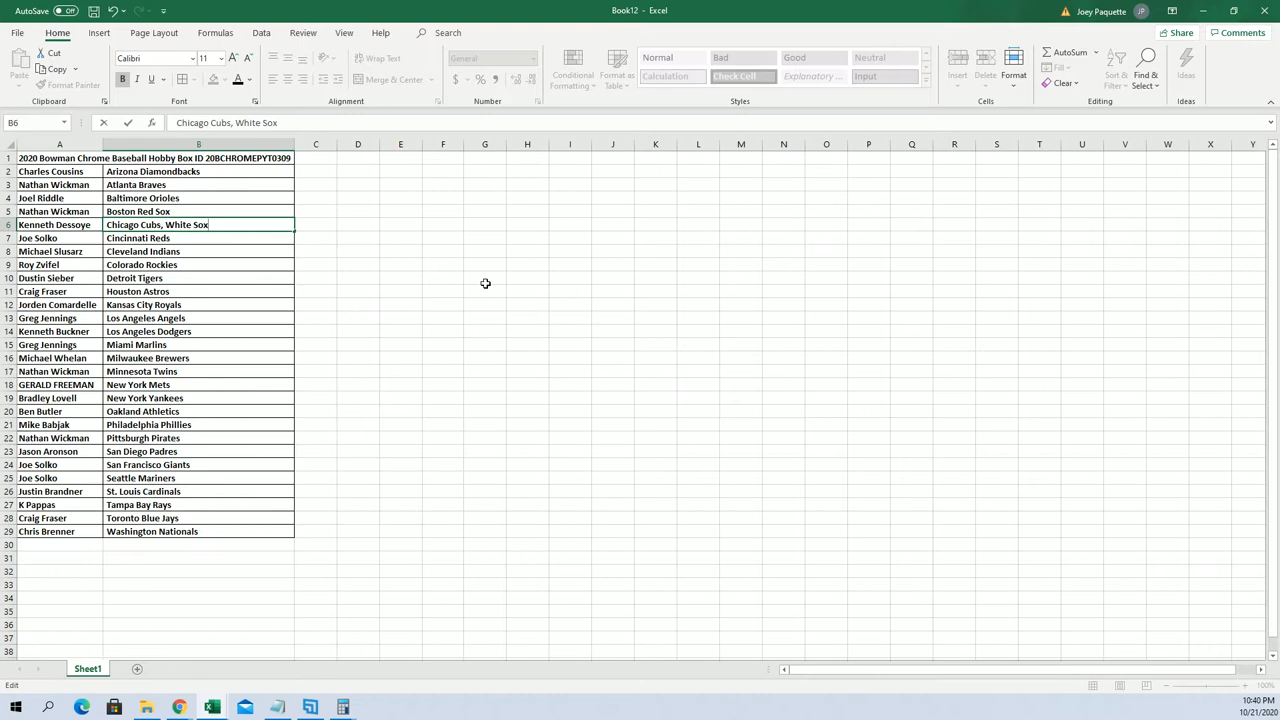 AutoSave Off
Book12 - Excel
Joey Paquette JP
File Home Insert Page Layout Formulas Data Review View Help Search
Share Comments
Paste
Cut
Copy
Format Painter
Clipboard
Calibri 11
B I U
Font
Wrap Text
Merge & Center
Alignment
General
$ % ,
Number
Conditional Formatting
Format as Table
Normal Bad Good Neutral
Calculation Check Cell Explanatory ... Input
Styles
Insert Delete Format
Cells
AutoSum
Fill
Clear
Sort & Filter
Find & Select
Editing
Ideas
Ideas
B6 fx Chicago Cubs, White Sox
A B C D E F G H I J K L M N O P Q R S T U V W X Y
1 2020 Bowman Chrome Baseball Hobby Box ID 20BCHROMEPYT0309
2 Charles Cousins Arizona Diamondbacks
3 Nathan Wickman Atlanta Braves
4 Joel Riddle Baltimore Orioles
5 Nathan Wickman Boston Red Sox
6 Kenneth Dessoye Chicago Cubs, White Sox
7 Joe Solko Cincinnati Reds
8 Michael Slusarz Cleveland Indians
9 Roy Zvifel Colorado Rockies
10 Dustin Sieber Detroit Tigers
11 Craig Fraser Houston Astros
12 Jorden Comardelle Kansas City Royals
13 Greg Jennings Los Angeles Angels
14 Kenneth Buckner Los Angeles Dodgers
15 Greg Jennings Miami Marlins
16 Michael Whelan Milwaukee Brewers
17 Nathan Wickman Minnesota Twins
18 GERALD FREEMAN New York Mets
19 Bradley Lovell New York Yankees
20 Ben Butler Oakland Athletics
21 Mike Babjak Philadelphia Phillies
22 Nathan Wickman Pittsburgh Pirates
23 Jason Aronson San Diego Padres
24 Joe Solko San Francisco Giants
25 Joe Solko Seattle Mariners
26 Justin Brandner St. Louis Cardinals
27 K Pappas Tampa Bay Rays
28 Craig Fraser Toronto Blue Jays
29 Chris Brenner Washington Nationals
30
31
32
33
34
35
36
37
38
Sheet1
Edit
100%
10:40 PM
10/21/2020